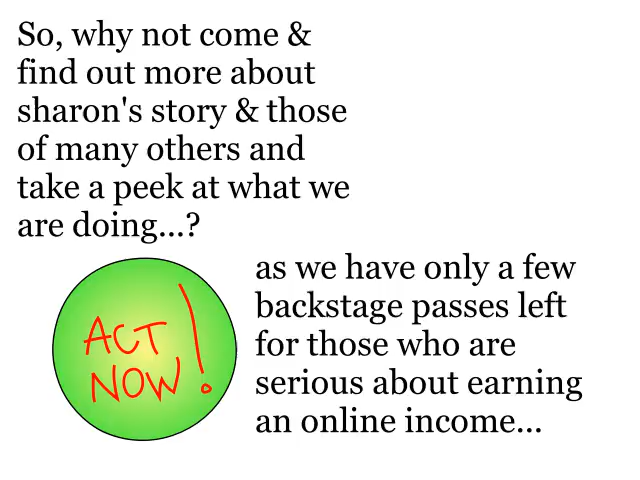 So, why not come &
find out more about
sharon's story & those
of many others and
take a peek at what we
are doing...?
ACT
NOW!
as we have only a few
backstage passes left
for those who are
serious about earning
an online income...